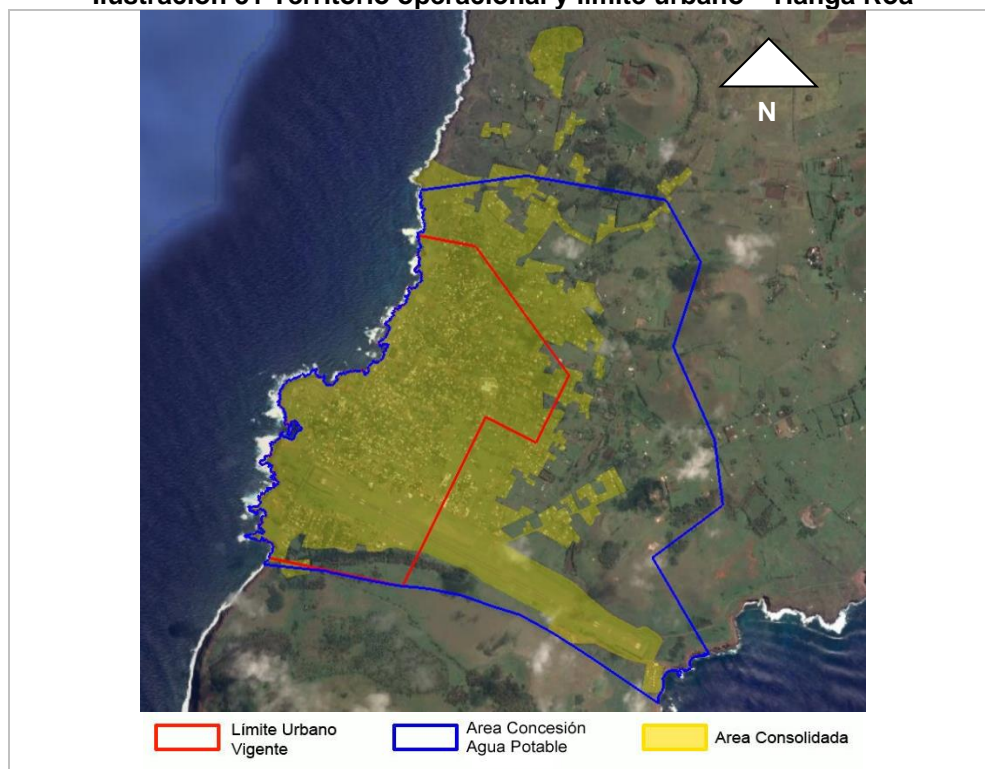 N
Límite Urbano
Vigente
Area Concesión
Agua Potable
Area Consolidada